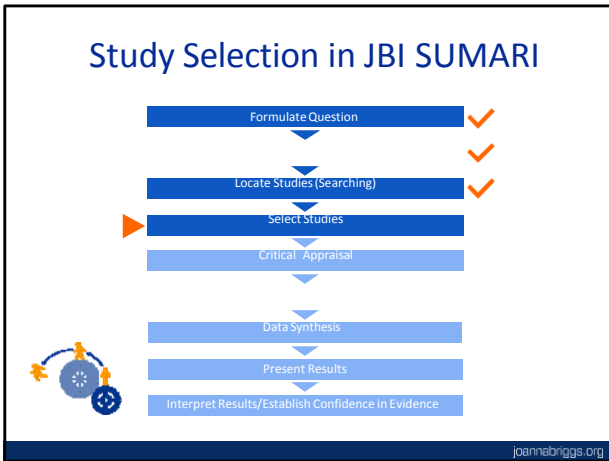 Study Selection in JBI SUMARI
Formulate Question
Locate Studies (Searching)
Select Studies
Critical Appraisal
Data Synthesis
Present Results
Interpret Results/Establish Confidence in Evidence
joannabriggs.org